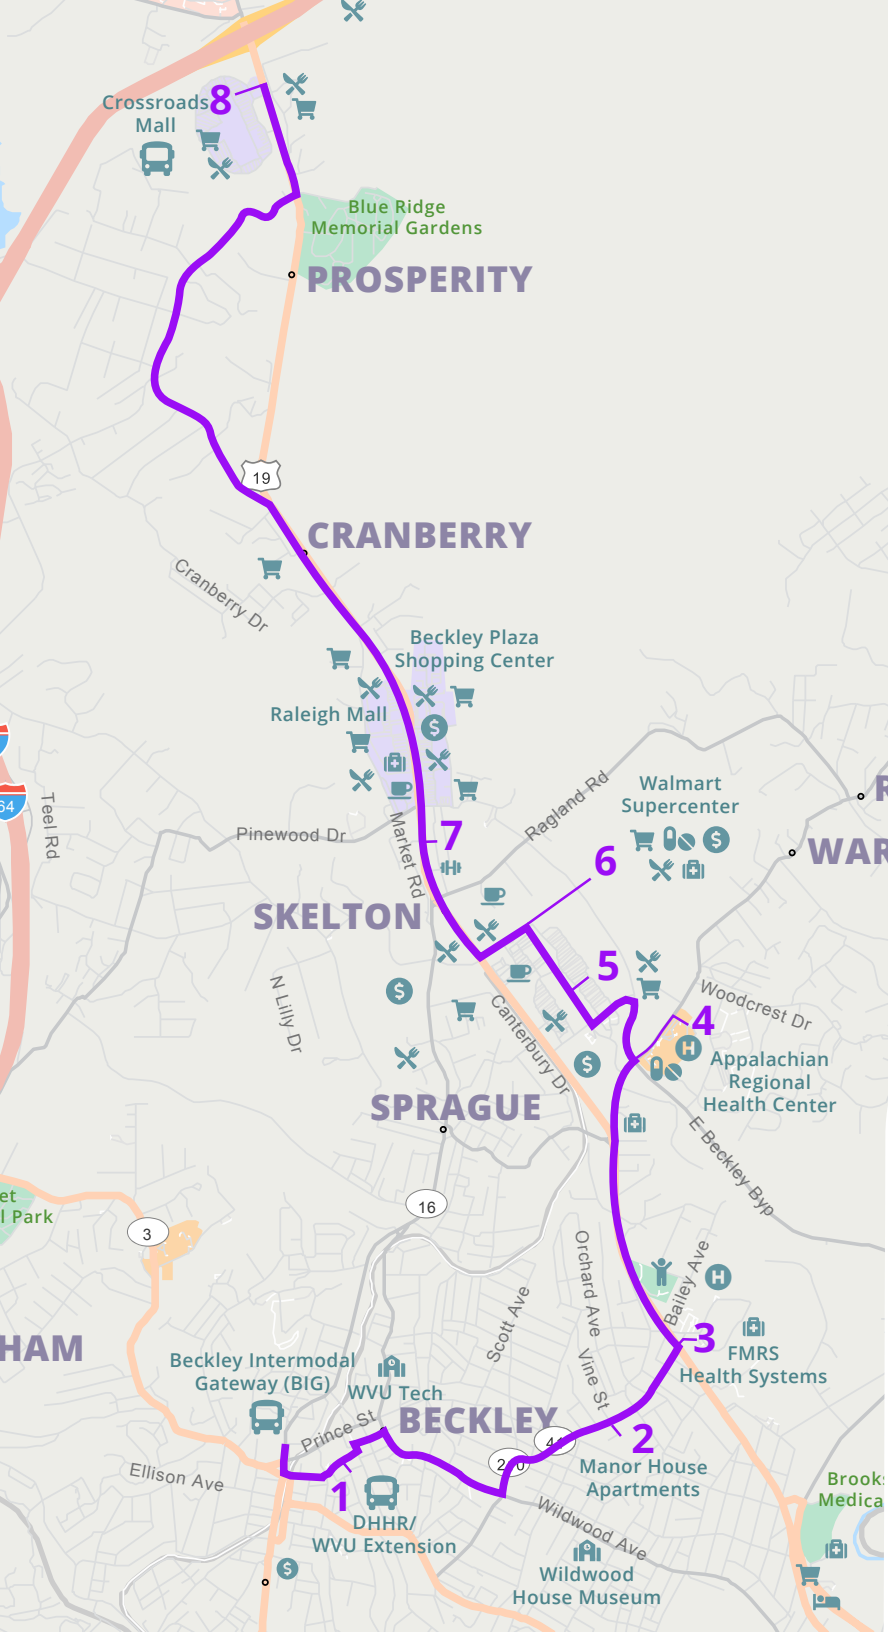 Crossroads
Mall
8
Blue Ridge
Memorial Gardens
PROSPERITY
19
CRANBERRY
Cranberry Dr
Beckley Plaza
Shopping Center
Raleigh Mall
64
Teel Rd
Pinewood Dr
Market Rd
7
Ragland Rd
Walmart
Supercenter
R
WAR
6
SKELTON
5
N Lilly Dr
Canterbury Dr
Woodcrest Dr
4
H
Appalachian
Regional
Health Center
SPRAGUE
E Beckley Byp
16
et
l Park
3
Orchard Ave
Bailey Ave
H
Scott Ave
3
FMRS
Health Systems
HAM
Beckley Intermodal
Gateway (BIG)
WVU Tech
Vine St
Prince St
BECKLEY
2
Manor House
Apartments
Ellison Ave
1
DHHR/
WVU Extension
Wildwood Ave
Brooks
Medica
Wildwood
House Museum